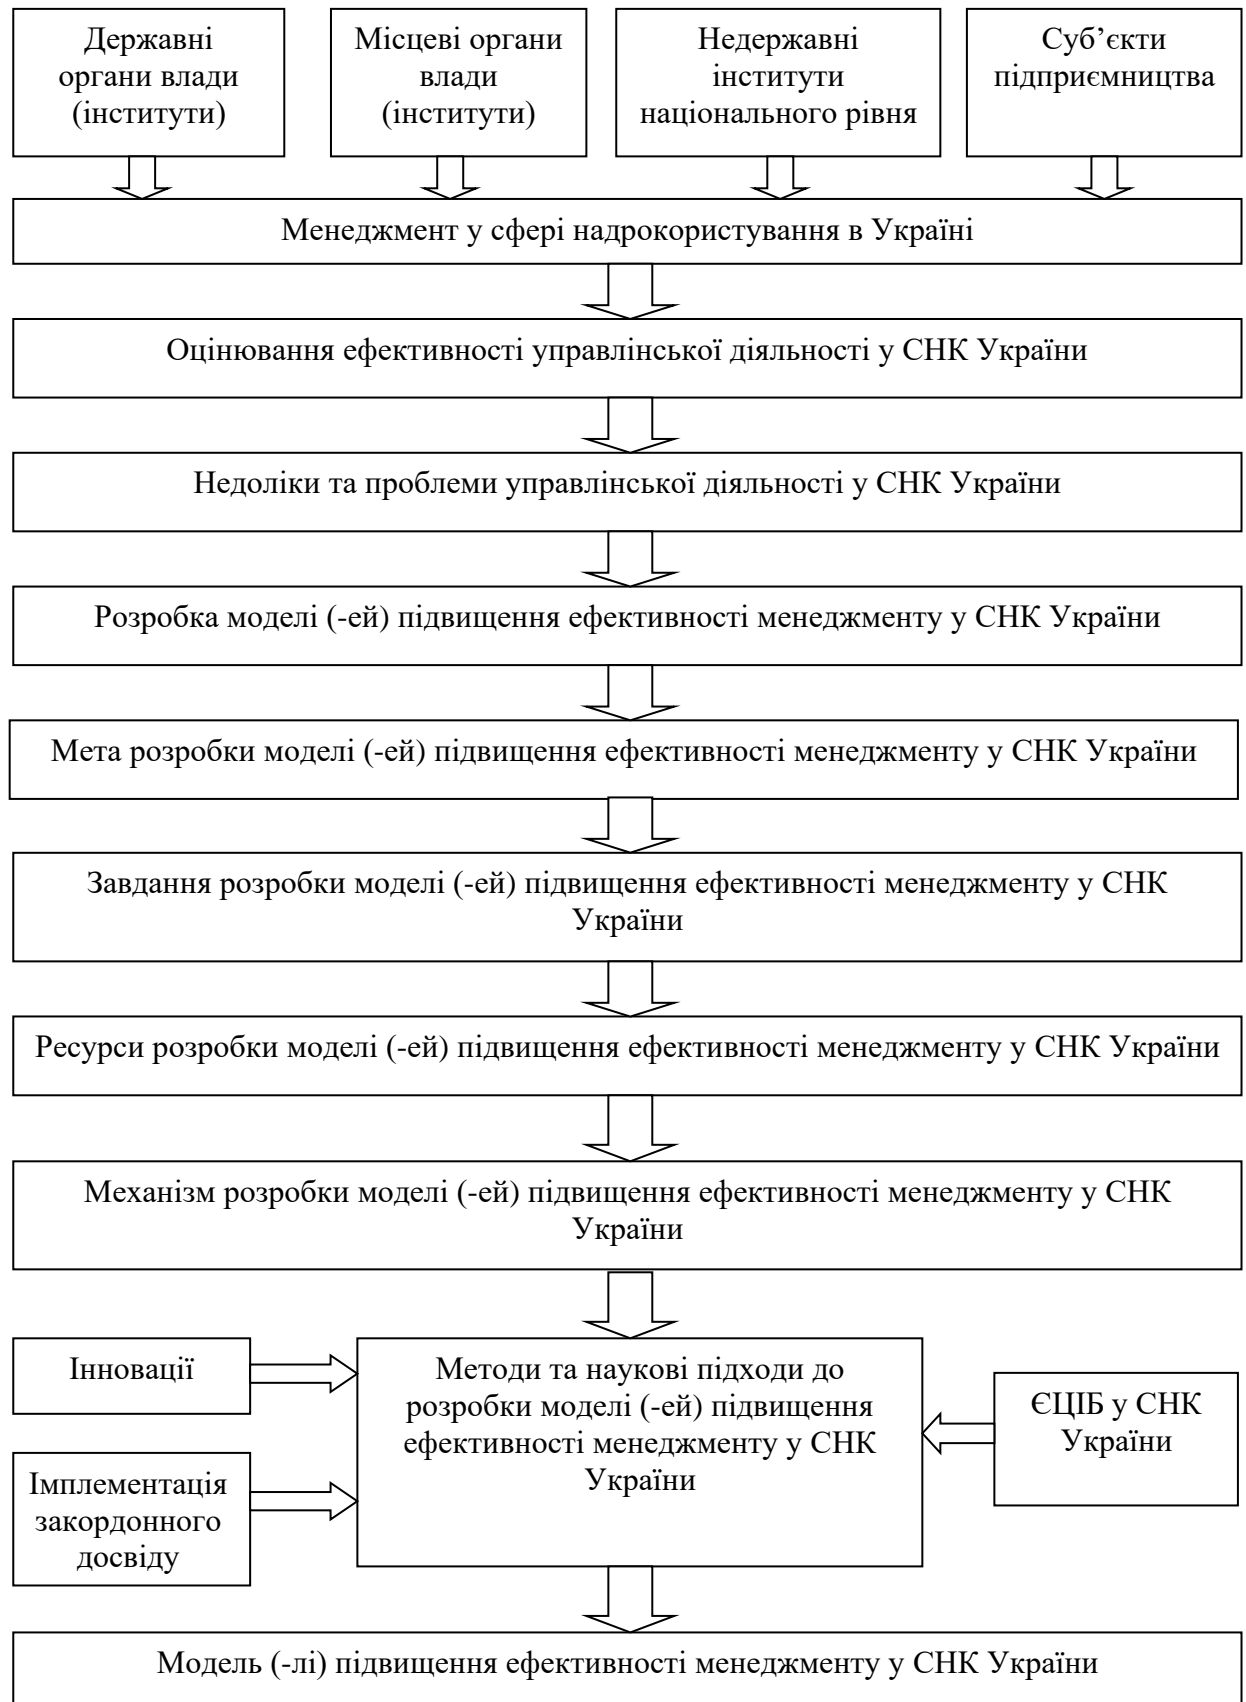 Державні
органи влади
(інститути)
Місцеві органи
влади
(інститути)
Недержавні
інститути
національного рівня
Суб’єкти
підприємництва
Менеджмент у сфері надрокористування в Україні
Оцінювання ефективності управлінської діяльності у СНК України
Недоліки та проблеми управлінської діяльності у СНК України
Розробка моделі (-ей) підвищення ефективності менеджменту у СНК України
Мета розробки моделі (-ей) підвищення ефективності менеджменту у СНК України
Завдання розробки моделі (-ей) підвищення ефективності менеджменту у СНК
України
Ресурси розробки моделі (-ей) підвищення ефективності менеджменту у СНК України
Механізм розробки моделі (-ей) підвищення ефективності менеджменту у СНК
України
Інновації
Імплементація
закордонного
досвіду
Методи та наукові підходи до
розробки моделі (-ей) підвищення
ефективності менеджменту у СНК
України
ЄЦІБ у СНК
України
Модель (-лі) підвищення ефективності менеджменту у СНК України